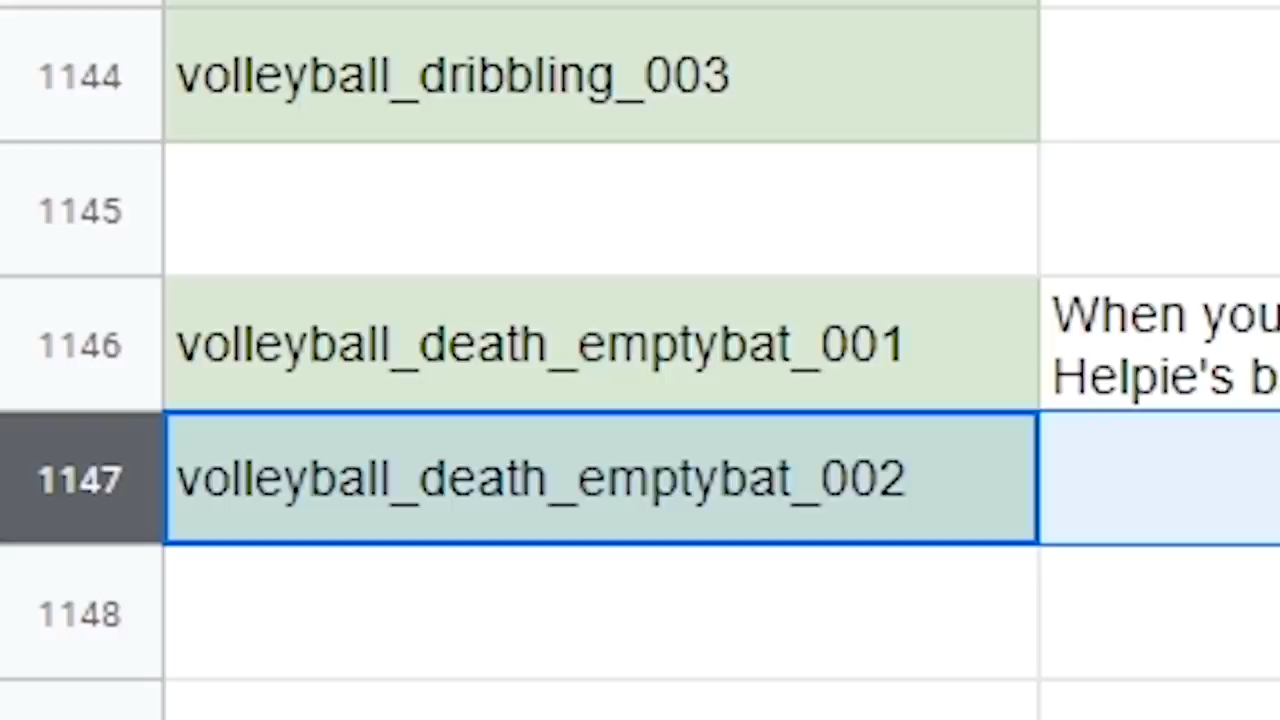 1144 volleyball_dribbling_003
1145
1146 volleyball_death_emptybat_001 When you
Helpie's b
1147 volleyball_death_emptybat_002
1148